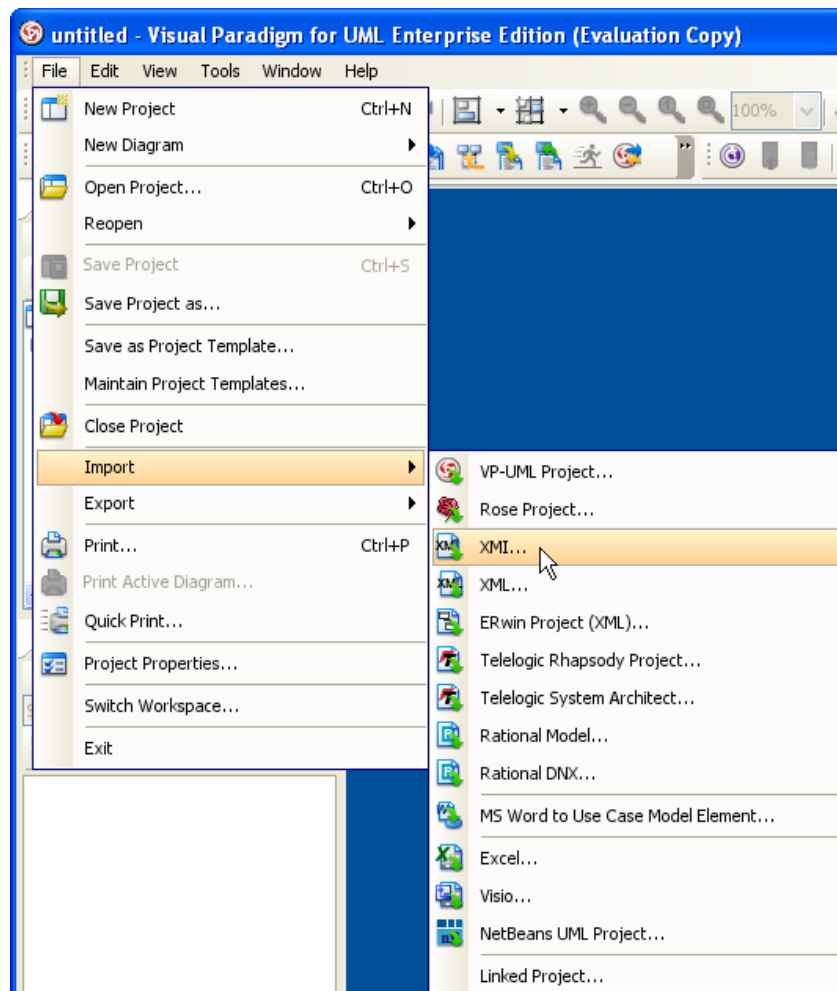 untitled - Visual Paradigm for UML Enterprise Edition (Evaluation Copy)
File Edit View Tools Window Help
New Project Ctrl+N
100%
New Diagram
Open Project... Ctrl+O
Reopen
Save Project Ctrl+S
Save Project as...
Save as Project Template...
Maintain Project Templates...
Close Project
Import
Export
Print... Ctrl+P
Print Active Diagram...
Quick Print...
Project Properties...
Switch Workspace...
Exit
VP-UML Project...
Rose Project...
XMI...
XML...
ERwin Project (XML)...
Telelogic Rhapsody Project...
Telelogic System Architect...
Rational Model...
Rational DNX...
MS Word to Use Case Model Element...
Excel...
Visio...
NetBeans UML Project...
Linked Project...